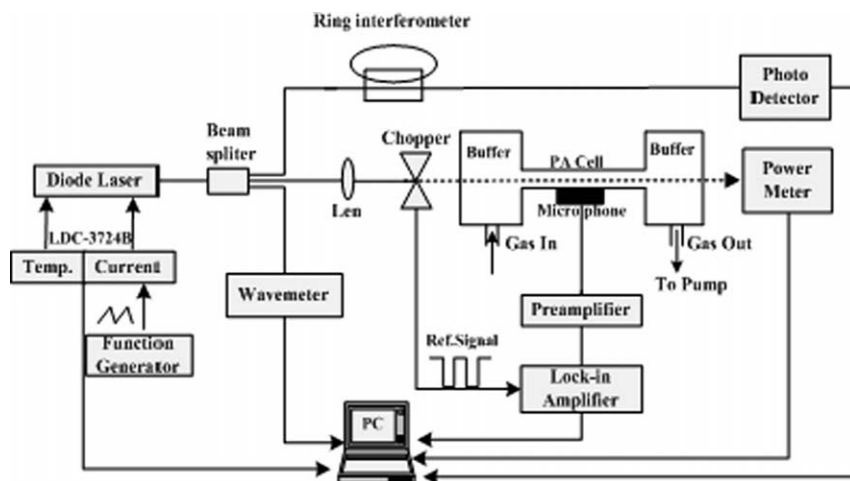 Ring interferometer
Photo
Detector
Beam
spliter
Chopper
Buffer
PA Cell
Buffer
Diode Laser
Power
Meter
Len
Microphone
LDC-3724B
Gas In
Gas Out
Temp.
Current
To Pump
Wavemeter
Preamplifier
Function
Generator
Ref.Signal
Lock-in
Amplifier
PC